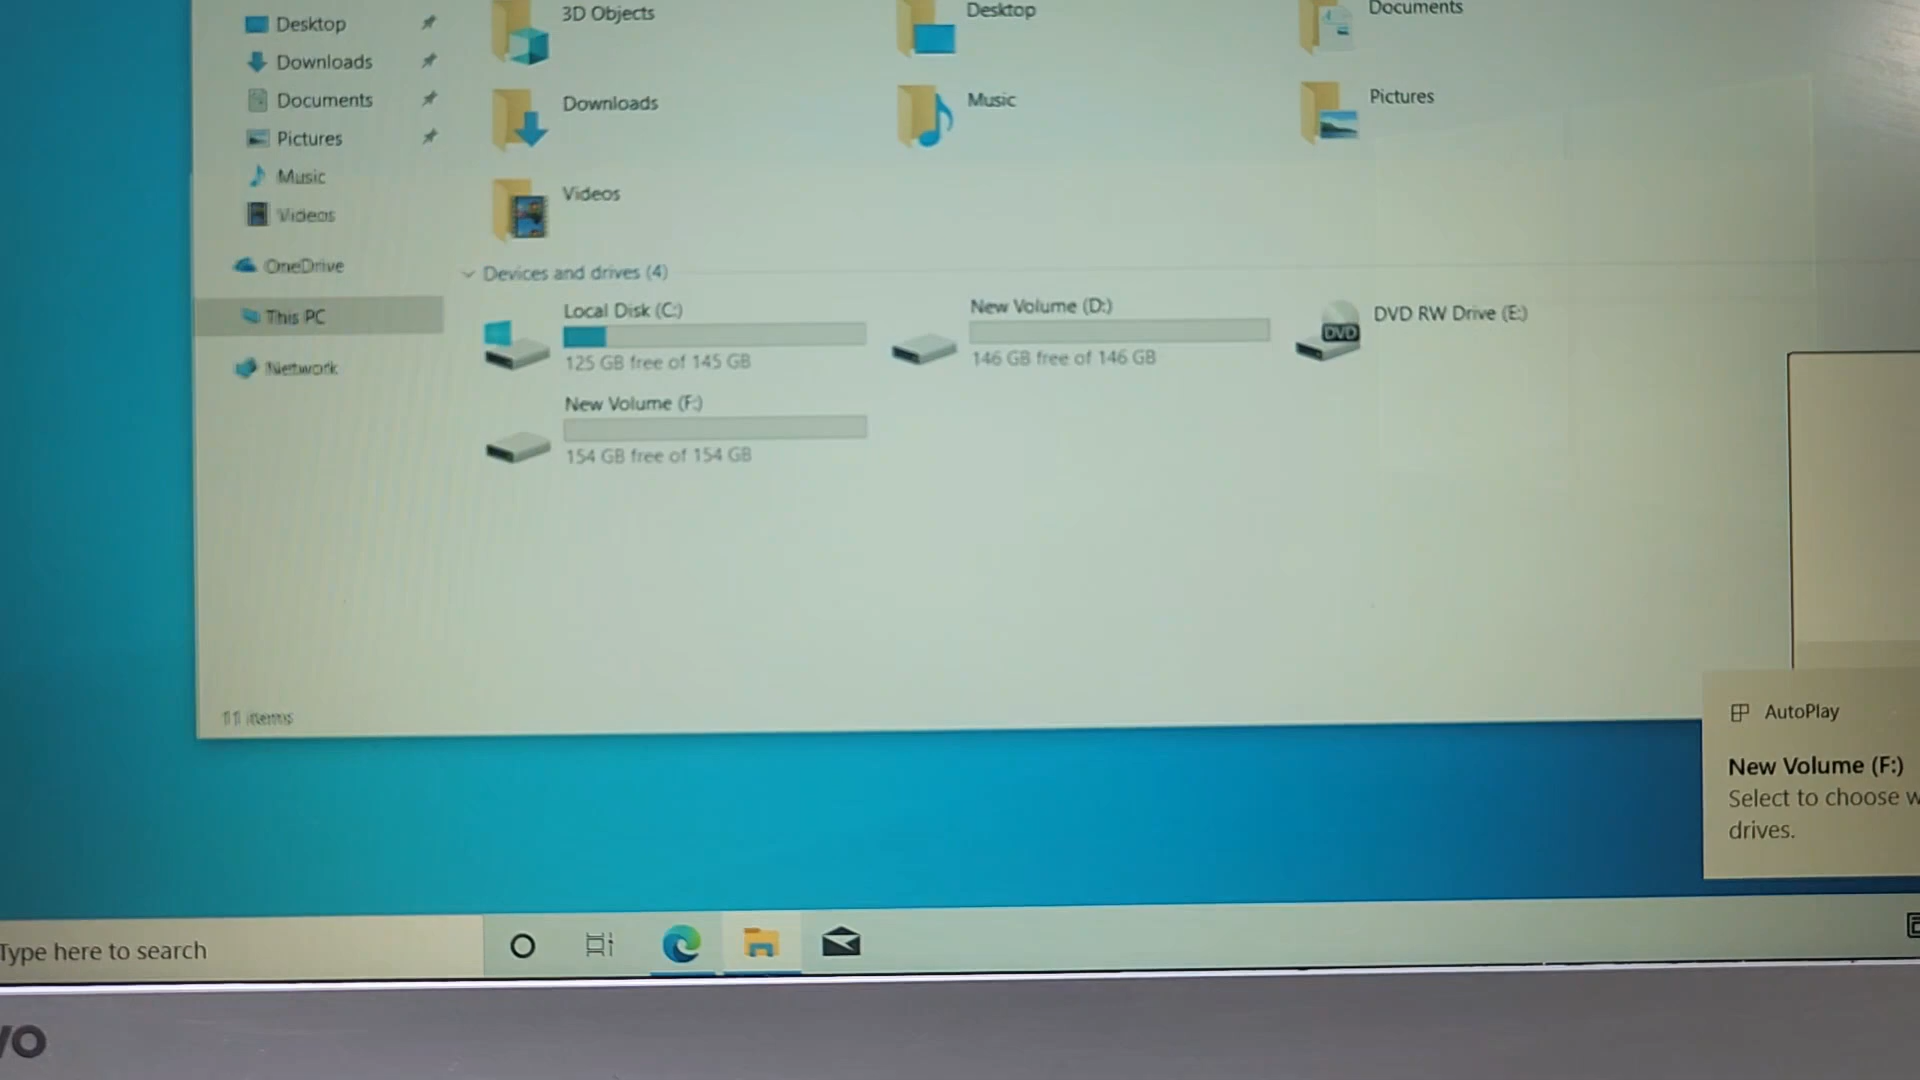 Desktop
Downloads
Documents
Pictures
Music
Videos
OneDrive
This PC
Network
3D Objects
Desktop
Documents
Downloads
Music
Pictures
Videos
Devices and drives (4)
Local Disk (C:)
125 GB free of 145 GB
New Volume (D:)
146 GB free of 146 GB
DVD RW Drive (E:)
DVD
New Volume (F:)
154 GB free of 154 GB
11 items
AutoPlay
New Volume (F:)
Select to choose w
drives.
Type here to search
vo